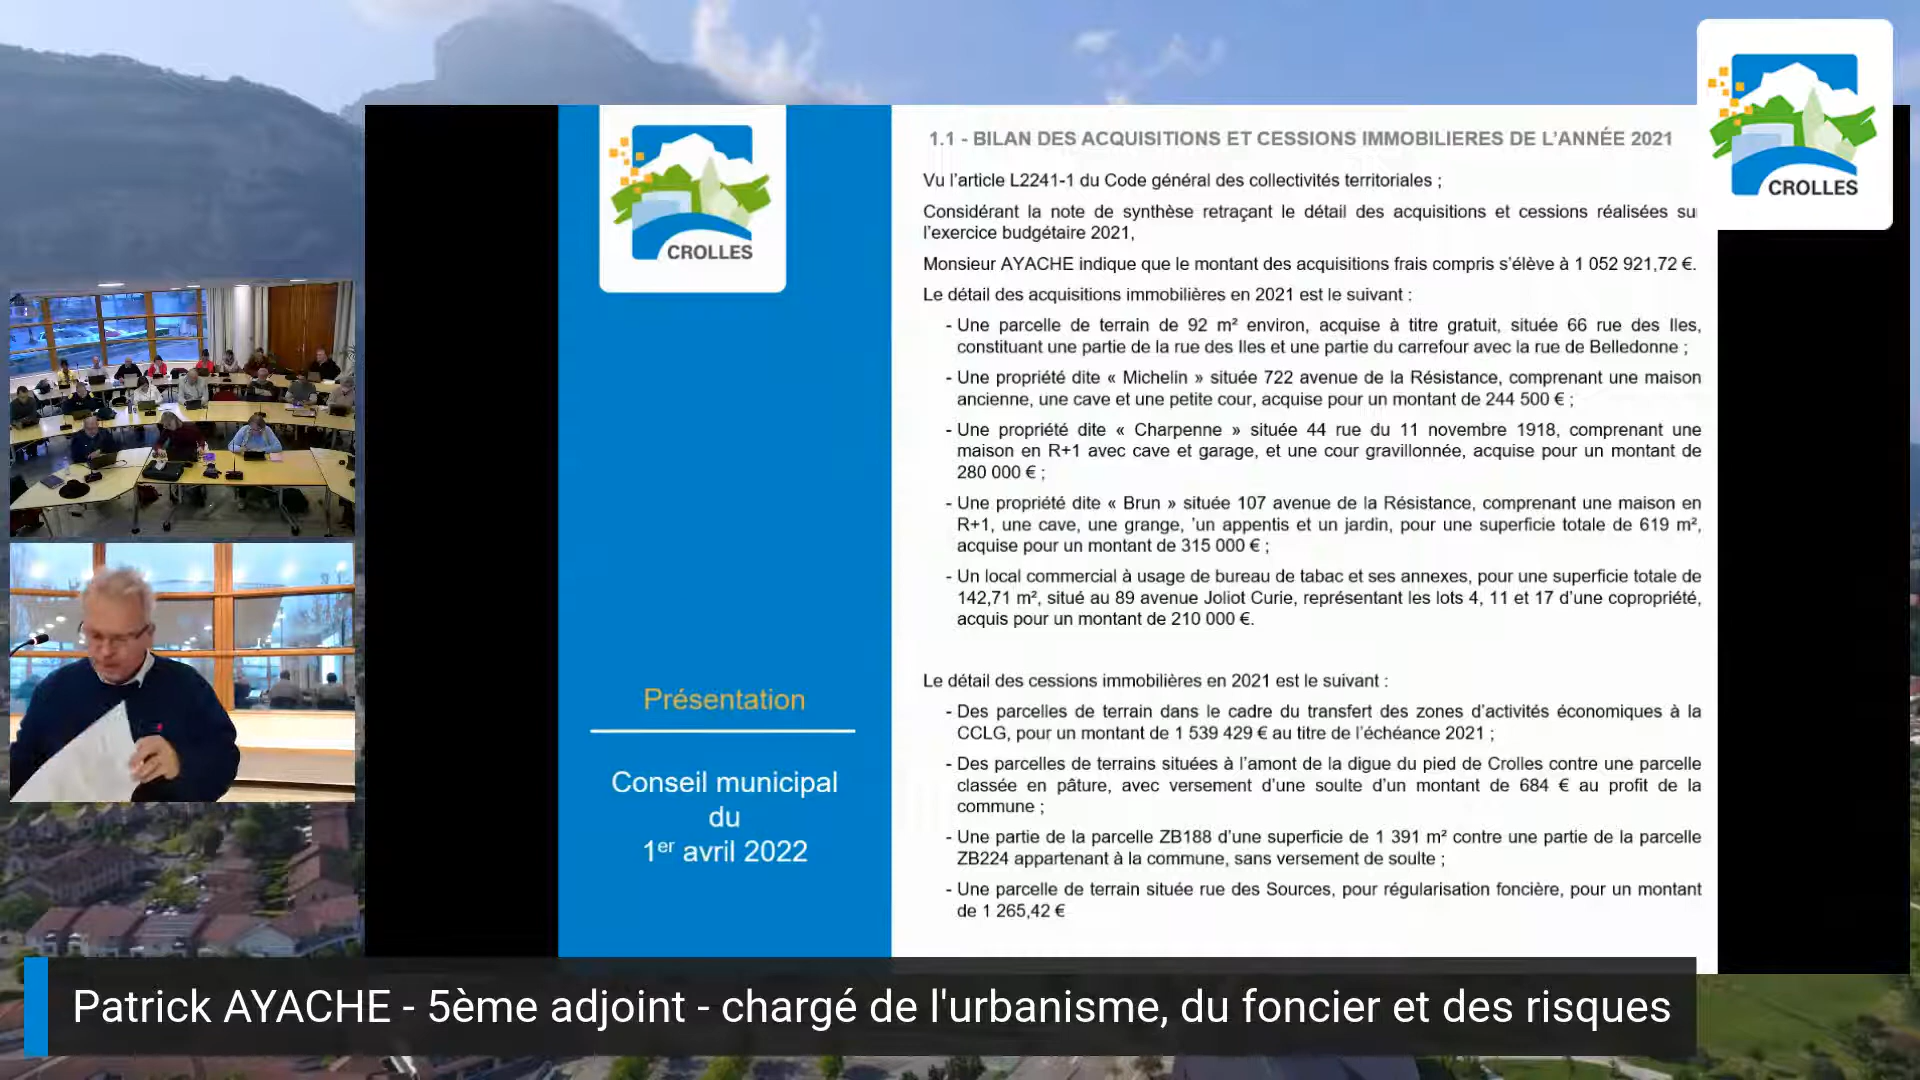 CROLLES
CROLLES
Présentation
Conseil municipal
du
1er avril 2022
1.1 - BILAN DES ACQUISITIONS ET CESSIONS IMMOBILIERES DE L'ANNÉE 2021
Vu l'article L2241-1 du Code général des collectivités territoriales ;
Considérant la note de synthèse retraçant le détail des acquisitions et cessions réalisées su
l'exercice budgétaire 2021,
Monsieur AYACHE indique que le montant des acquisitions frais compris s'élève à 1 052 921,72 €.
Le détail des acquisitions immobilières en 2021 est le suivant :
- Une parcelle de terrain de 92 m² environ, acquise à titre gratuit, située 66 rue des Iles,
constituant une partie de la rue des Iles et une partie du carrefour avec la rue de Belledonne ;
- Une propriété dite « Michelin » située 722 avenue de la Résistance, comprenant une maison
ancienne, une cave et une petite cour, acquise pour un montant de 244 500 € ;
- Une propriété dite « Charpenne » située 44 rue du 11 novembre 1918, comprenant une
maison en R+1 avec cave et garage, et une cour gravillonnée, acquise pour un montant de
280 000 € ;
- Une propriété dite « Brun » située 107 avenue de la Résistance, comprenant une maison en
R+1, une cave, une grange, 'un appentis et un jardin, pour une superficie totale de 619 m²,
acquise pour un montant de 315 000 € ;
- Un local commercial à usage de bureau de tabac et ses annexes, pour une superficie totale de
142,71 m², situé au 89 avenue Joliot Curie, représentant les lots 4, 11 et 17 d'une copropriété,
acquis pour un montant de 210 000 €.
Le détail des cessions immobilières en 2021 est le suivant :
- Des parcelles de terrain dans le cadre du transfert des zones d'activités économiques à la
CCLG, pour un montant de 1 539 429 € au titre de l'échéance 2021 ;
- Des parcelles de terrains situées à l'amont de la digue du pied de Crolles contre une parcelle
classée en pâture, avec versement d'une soulte d'un montant de 684 € au profit de la
commune ;
- Une partie de la parcelle ZB188 d'une superficie de 1 391 m² contre une partie de la parcelle
ZB224 appartenant à la commune, sans versement de soulte ;
- Une parcelle de terrain située rue des Sources, pour régularisation foncière, pour un montant
de 1 265,42 €
Patrick AYACHE - 5ème adjoint - chargé de l'urbanisme, du foncier et des risques